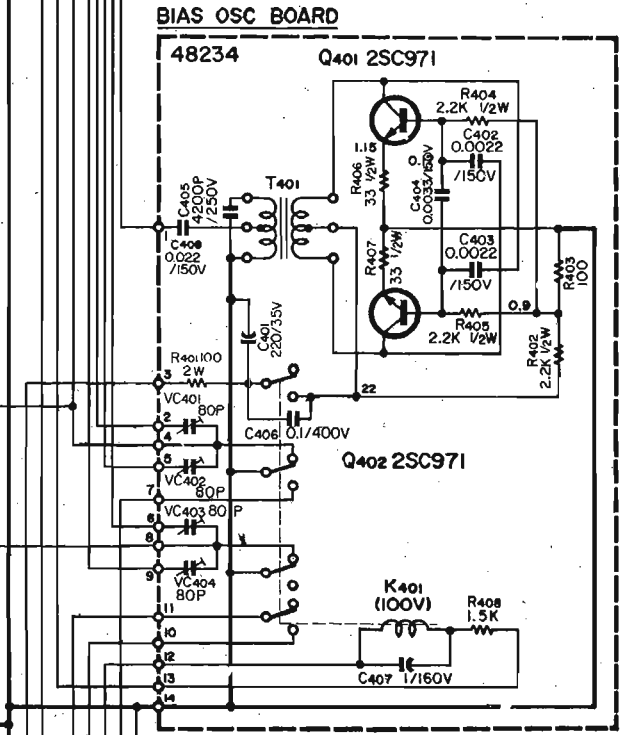 BIAS OSC BOARD
48234
Q401 2SC971
R404
2.2K 1/2W
C402
0.0022
/150V
1.15
R406
33 1/2W
C404
0.0033/150V
T401
C405
4200P
/250V
1
C408
0.022
/150V
R407
33 1/2W
C403
0.0022
/150V
R403
100
0.9
R405
2.2K 1/2W
R402
2.2K 1/2W
C401
220/35V
R401 100
2W
3
VC401
80P
2
22
C406 0.1/400V
4
5
VC402
80P
Q402 2SC971
7
VC403 80P
6
8
9
VC404
80P
K401
(100V)
R408
1.5K
11
10
12
C407 1/160V
13
14